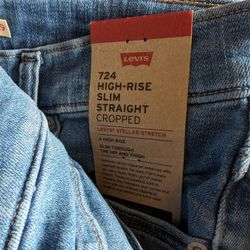 Levi's
724
HIGH-RISE
SLIM
STRAIGHT
CROPPED
LEVI'S® STELLAR STRETCH
A HIGH RISE
SLIM THROUGH
THE HIP AND THIGH